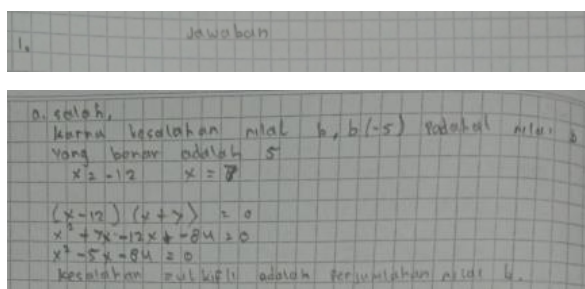 Jawaban
1.
a. salah,
karna kesalahan nilai b, b(-5) padahal nilai b
yang benar adalah 5
x = -12 x = 7
(x-12) (x+7) = 0
x² + 7x - 12x + -84 = 0
x² - 5x - 84 = 0
kesalahan zulkifli adalah penjumlahan nilai b.